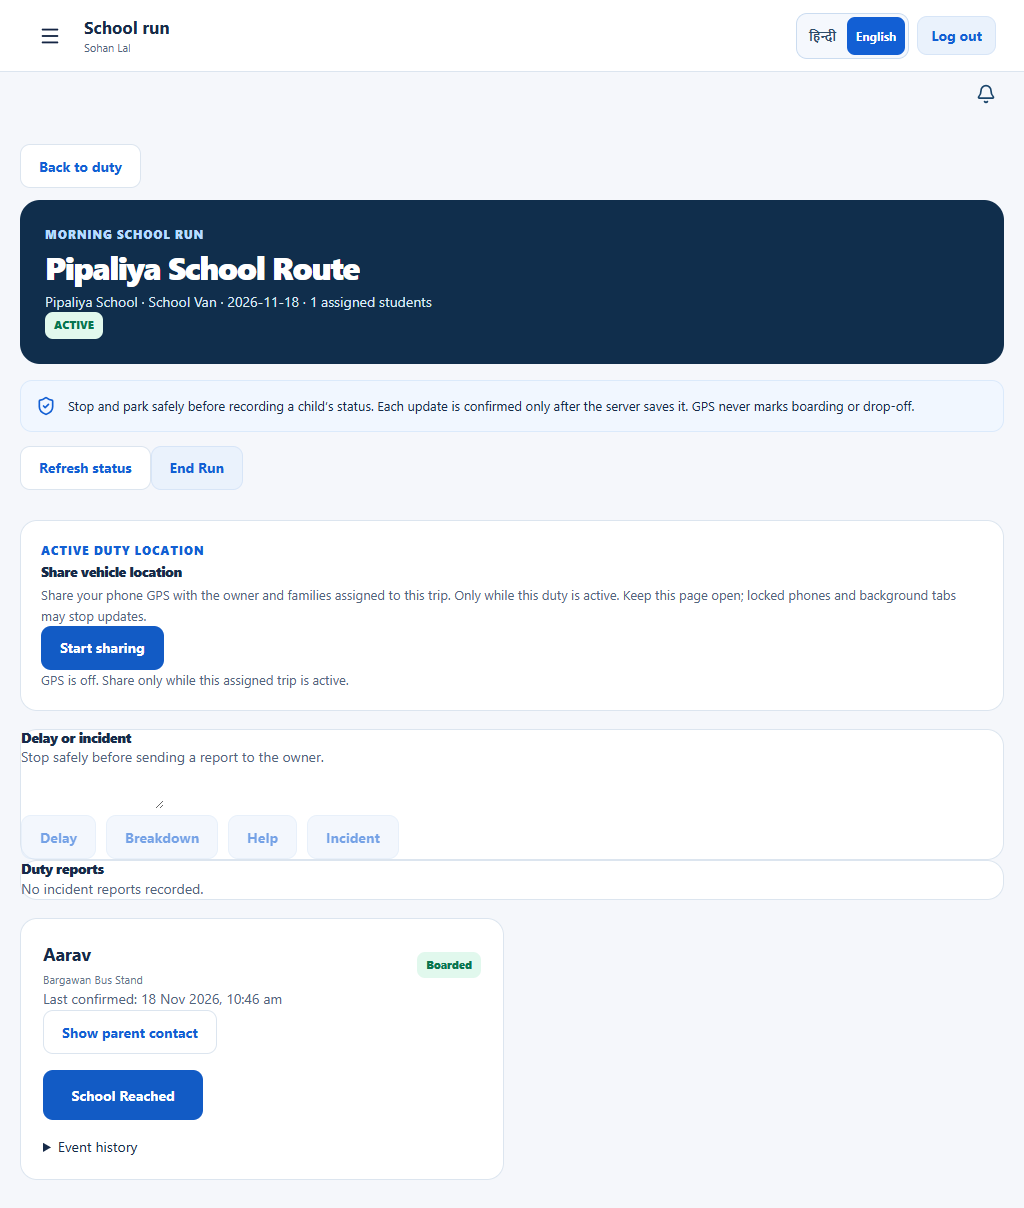 School run
Sohan Lal
हिन्दी
English
Log out
Back to duty
MORNING SCHOOL RUN
Pipaliya School Route
Pipaliya School · School Van · 2026-11-18 · 1 assigned students
ACTIVE
Stop and park safely before recording a child's status. Each update is confirmed only after the server saves it. GPS never marks boarding or drop-off.
Refresh status
End Run
ACTIVE DUTY LOCATION
Share vehicle location
Share your phone GPS with the owner and families assigned to this trip. Only while this duty is active. Keep this page open; locked phones and background tabs
may stop updates.
Start sharing
GPS is off. Share only while this assigned trip is active.
Delay or incident
Stop safely before sending a report to the owner.
Delay
Breakdown
Help
Incident
Duty reports
No incident reports recorded.
Aarav
Boarded
Bargawan Bus Stand
Last confirmed: 18 Nov 2026, 10:46 am
Show parent contact
School Reached
Event history